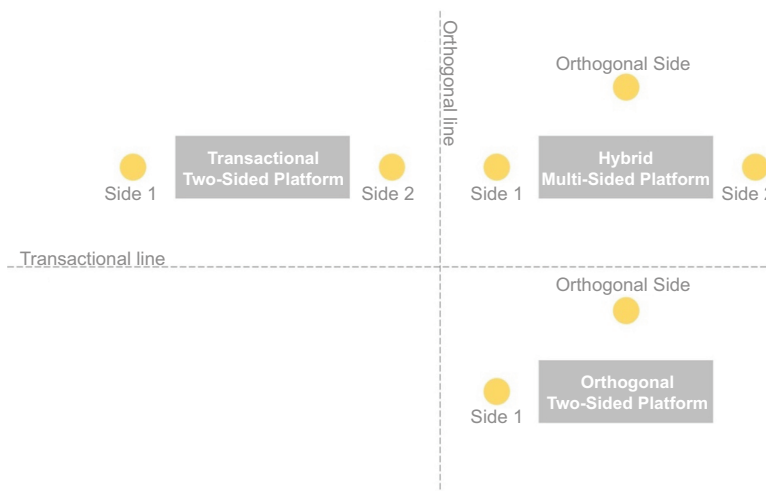 Orthogonal line
Orthogonal Side
Transactional
Two-Sided Platform
Hybrid
Multi-Sided Platform
Side 1
Side 2
Side 1
Side
Transactional line
Orthogonal Side
Orthogonal
Two-Sided Platform
Side 1